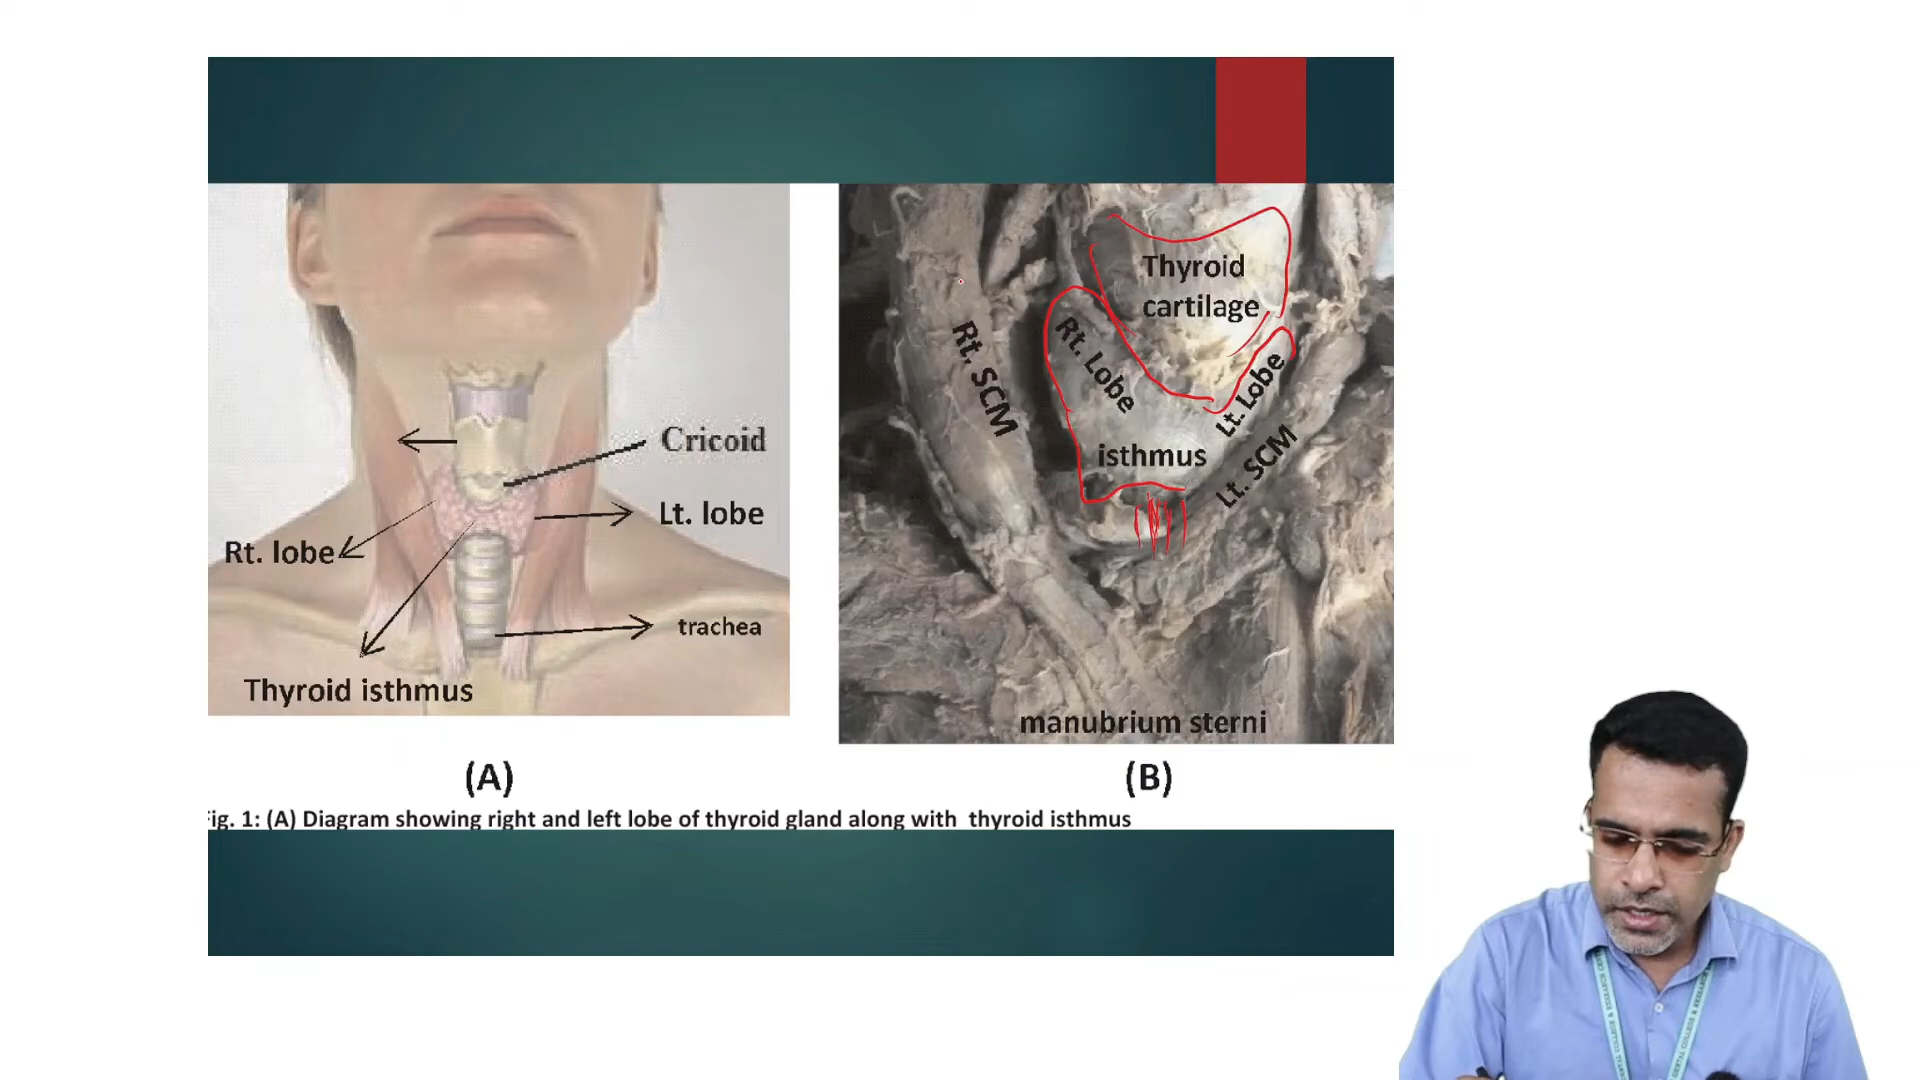 Cricoid
Lt. lobe
Rt. lobe
trachea
Thyroid isthmus
(A)
Thyroid
cartilage
Rt. SCM
Rt. Lobe
Lt. Lobe
isthmus
Lt. SCM
manubrium sterni
(B)
ig. 1: (A) Diagram showing right and left lobe of thyroid gland along with thyroid isthmus